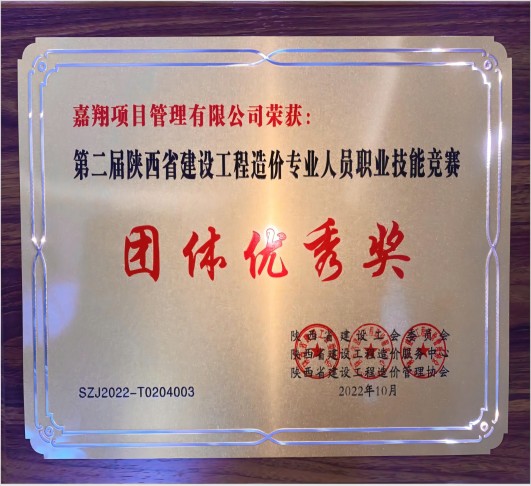 嘉翔项目管理有限公司荣获：
第二届陕西省建设工程造价专业人员职业技能竞赛
团体优秀奖
陕西省建设工会委员会
陕西省建设工程造价服务中心
陕西省建设工程造价管理协会
SZJ2022-T0204003
2022年10月